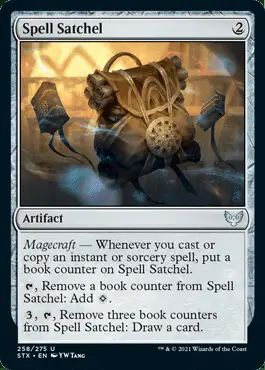 Spell Satchel 2
Artifact
Magecraft — Whenever you cast or
copy an instant or sorcery spell, put a
book counter on Spell Satchel.
, Remove a book counter from
Spell Satchel: Add .
3, , Remove three book counters
from Spell Satchel: Draw a card.
258/275 U
STX • EN YW TANG
™ & © 2021 Wizards of the Coast